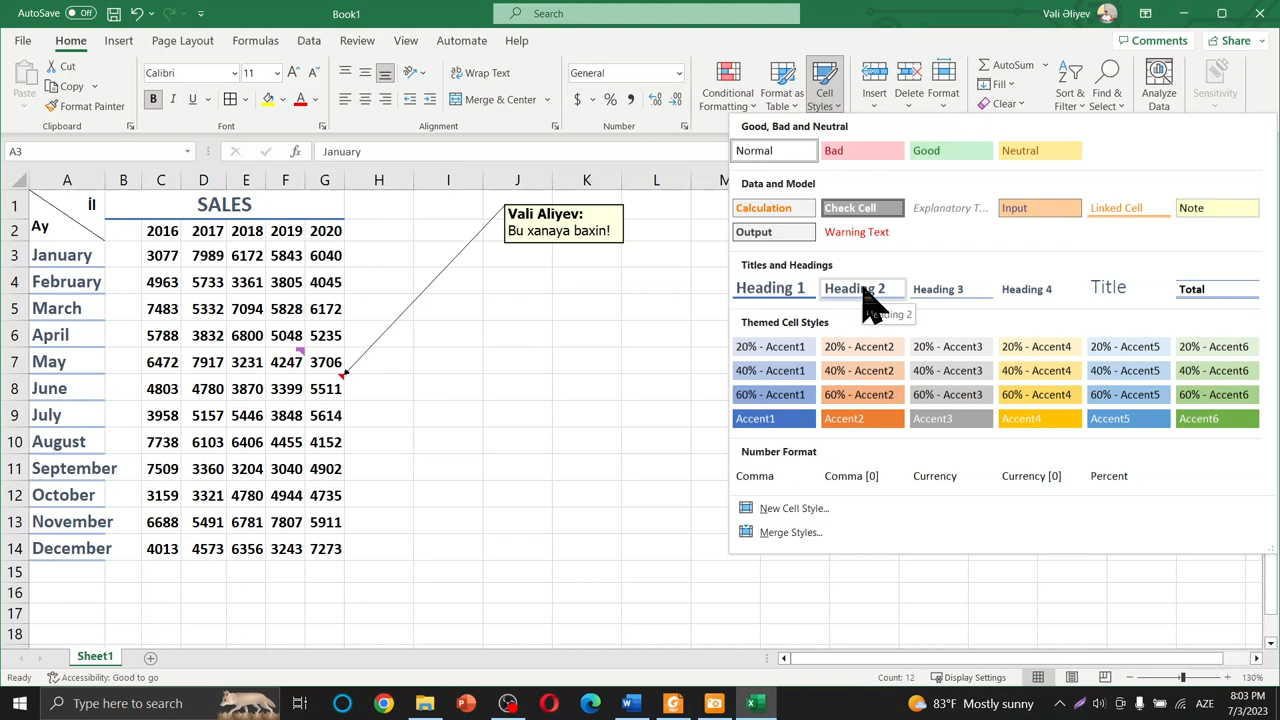 AutoSave Off Book1 Search Vəli Əliyev
File Home Insert Page Layout Formulas Data Review View Automate Help Comments Share
Cut
Copy
Format Painter
Paste
Clipboard
Calibri 11
B I U
Font
Wrap Text
Merge & Center
Alignment
General
$ % 9
Number
Conditional Formatting
Format as Table
Cell Styles
Insert Delete Format
AutoSum
Fill
Clear
Sort & Filter
Find & Select
Analyze Data
Sensitivity
A3 fx January
A B C D E F G H I J K L M
1 İl SALES
2 Ay 2016 2017 2018 2019 2020
3 January 3077 7989 6172 5843 6040
4 February 4963 5733 3361 3805 4045
5 March 7483 5332 7094 5828 6172
6 April 5788 3832 6800 5048 5235
7 May 6472 7917 3231 4247 3706
8 June 4803 4780 3870 3399 5511
9 July 3958 5157 5446 3848 5614
10 August 7738 6103 6406 4455 4152
11 September 7509 3360 3204 3040 4902
12 October 3159 3321 4780 4944 4735
13 November 6688 5491 6781 7807 5911
14 December 4013 4573 6356 3243 7273
15
16
17
18
Vali Aliyev:
Bu xanaya baxin!
Good, Bad and Neutral
Normal Bad Good Neutral
Data and Model
Calculation Check Cell Explanatory T... Input Linked Cell Note
Output Warning Text
Titles and Headings
Heading 1 Heading 2 Heading 3 Heading 4 Title Total
Heading 2
Themed Cell Styles
20% - Accent1 20% - Accent2 20% - Accent3 20% - Accent4 20% - Accent5 20% - Accent6
40% - Accent1 40% - Accent2 40% - Accent3 40% - Accent4 40% - Accent5 40% - Accent6
60% - Accent1 60% - Accent2 60% - Accent3 60% - Accent4 60% - Accent5 60% - Accent6
Accent1 Accent2 Accent3 Accent4 Accent5 Accent6
Number Format
Comma Comma [0] Currency Currency [0] Percent
New Cell Style...
Merge Styles...
Sheet1
Ready Accessibility: Good to go Count: 12 Display Settings 130%
Type here to search 83°F Mostly sunny AZE 8:03 PM
7/3/2023